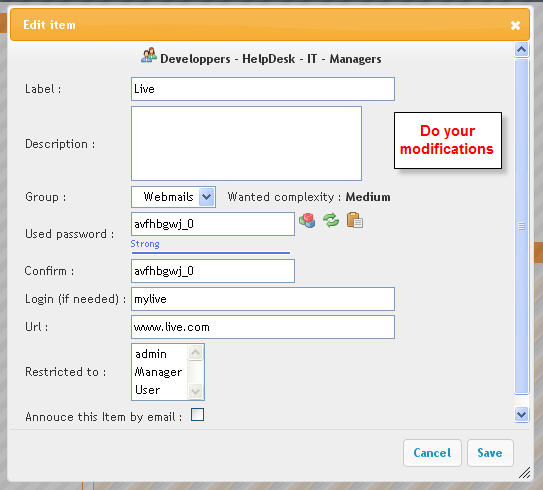 Edit item
Developpers - HelpDesk - IT - Managers
Label : Live
Description :
Do your
modifications
Group : Webmails Wanted complexity : Medium
Used password : avfhbgwj_0
Strong
Confirm : avfhbgwj_0
Login (if needed) : mylive
Url : www.live.com
Restricted to : admin
Manager
User
Annouce this Item by email :
Cancel Save